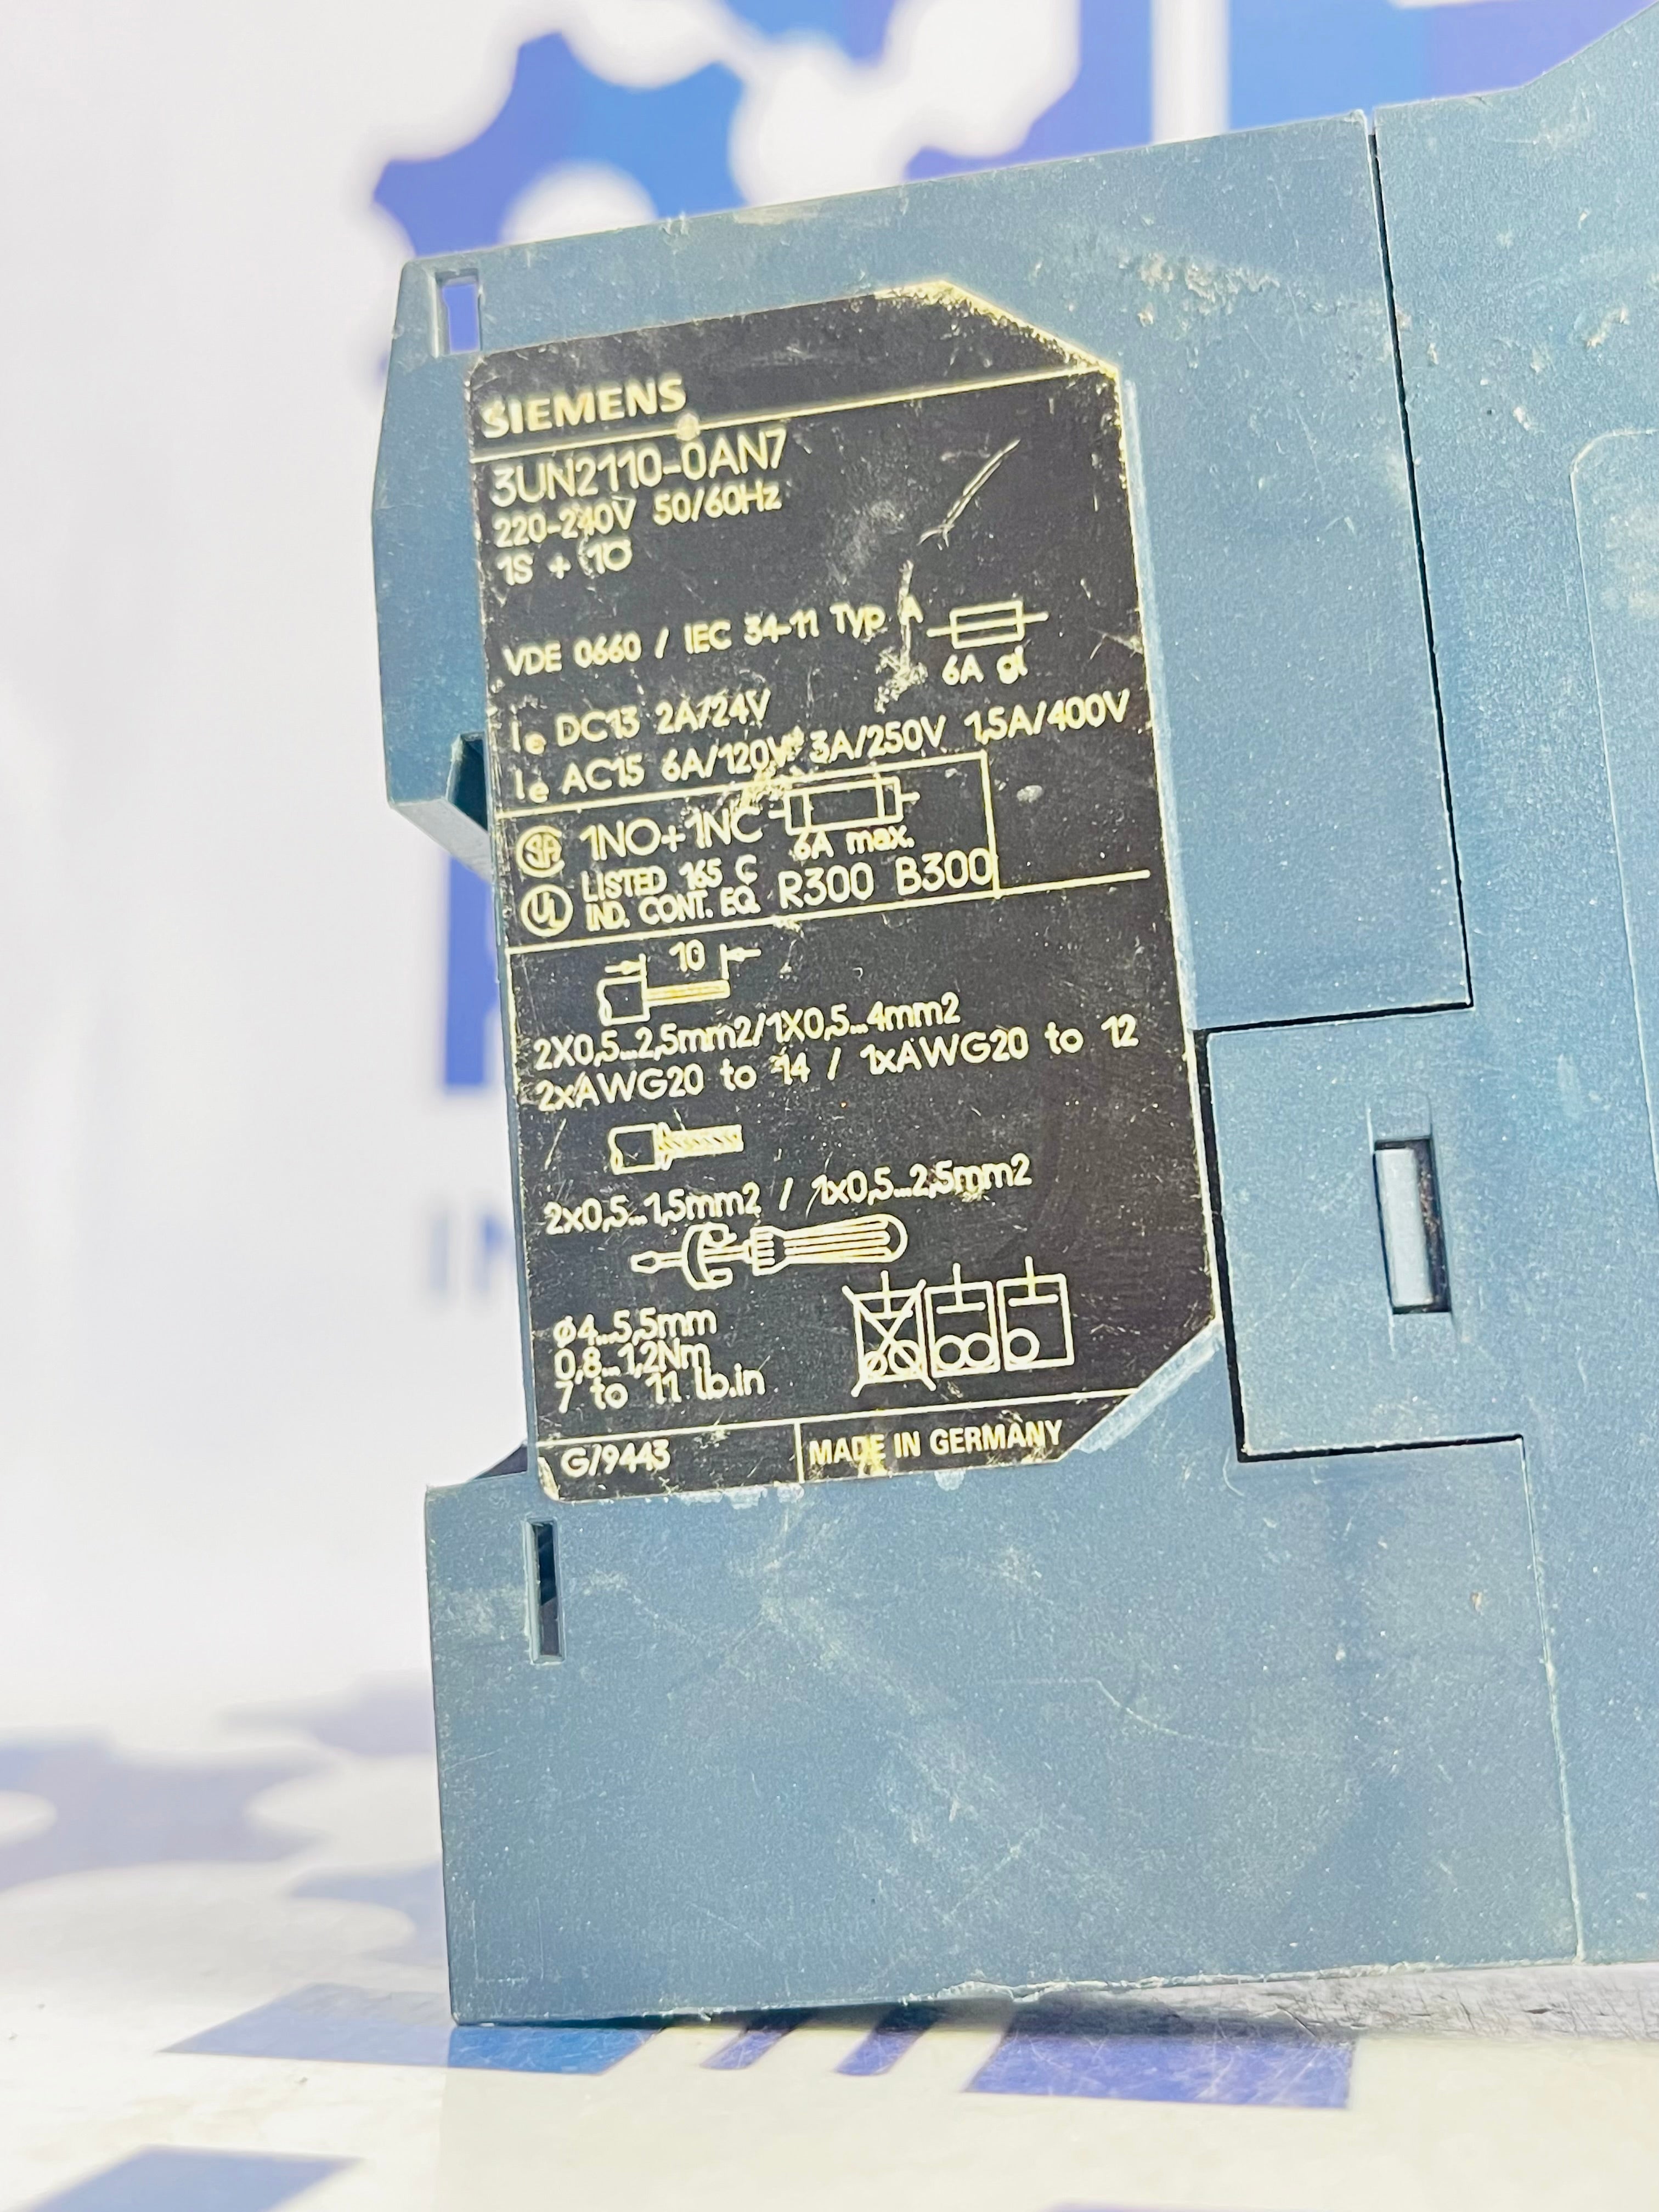 SIEMENS
3UN2110-0AN7
220-240V 50/60Hz
1S + 1Ö
VDE 0660 / IEC 34-11 Typ A
6A gl
Ie DC13 2A/24V
Ie AC15 6A/120V 3A/250V 1,5A/400V
SA 1NO+1NC
6A max.
UL LISTED 165 C
IND. CONT. EQ. R300 B300
10
2X0,5...2,5mm2/1X0,5...4mm2
2xAWG20 to 14 / 1xAWG20 to 12
2x0,5...1,5mm2 / 1x0,5...2,5mm2
ø4...5,5mm
0,8...1,2Nm
7 to 11 lb.in
G/9443 MADE IN GERMANY